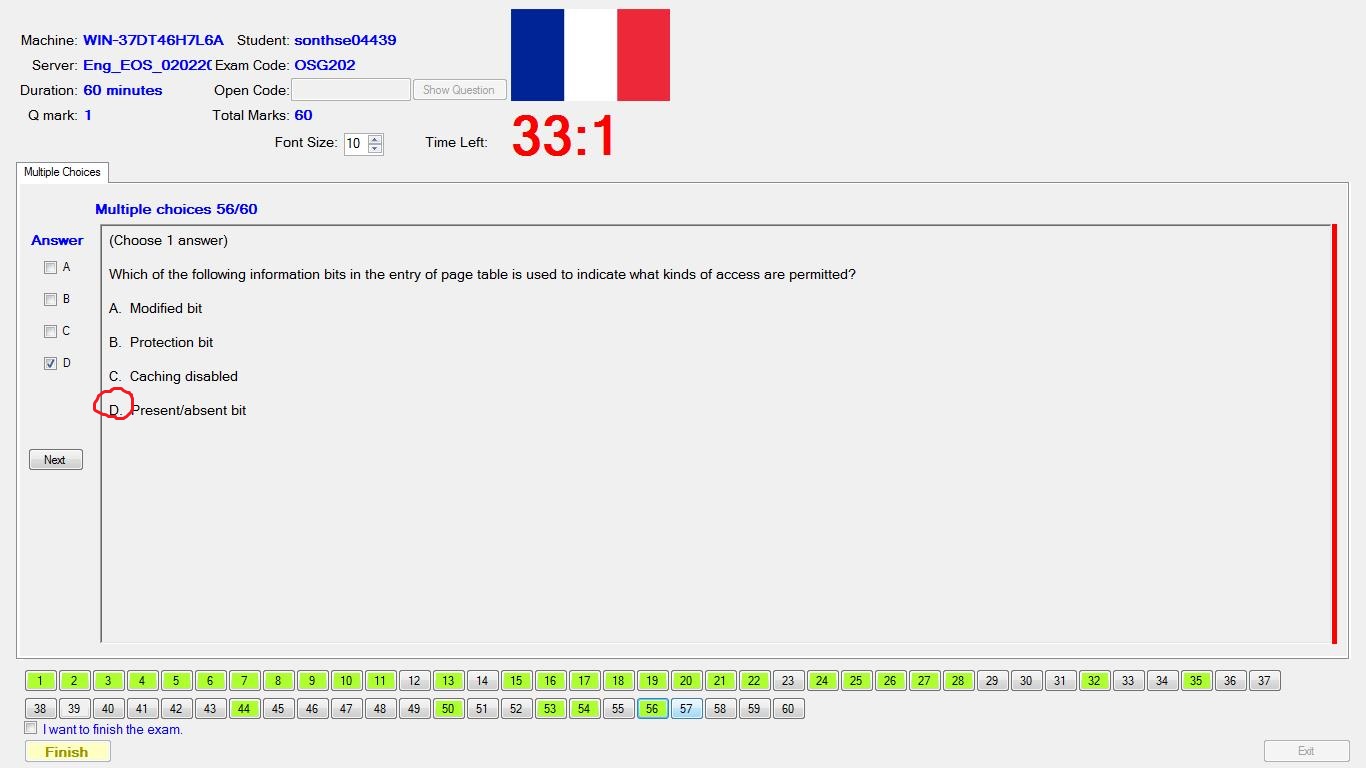 Machine: WIN-37DT46H7L6A Student: sonthse04439
Server: Eng_EOS_020220 Exam Code: OSG202
Duration: 60 minutes Open Code: Show Question
Q mark: 1 Total Marks: 60
Font Size: 10 Time Left: 33:1
Multiple Choices
Multiple choices 56/60
Answer
(Choose 1 answer)
A
Which of the following information bits in the entry of page table is used to indicate what kinds of access are permitted?
B
A. Modified bit
C
B. Protection bit
D
C. Caching disabled
D. Present/absent bit
Next
1 2 3 4 5 6 7 8 9 10 11 12 13 14 15 16 17 18 19 20 21 22 23 24 25 26 27 28 29 30 31 32 33 34 35 36 37
38 39 40 41 42 43 44 45 46 47 48 49 50 51 52 53 54 55 56 57 58 59 60
I want to finish the exam.
Finish Exit